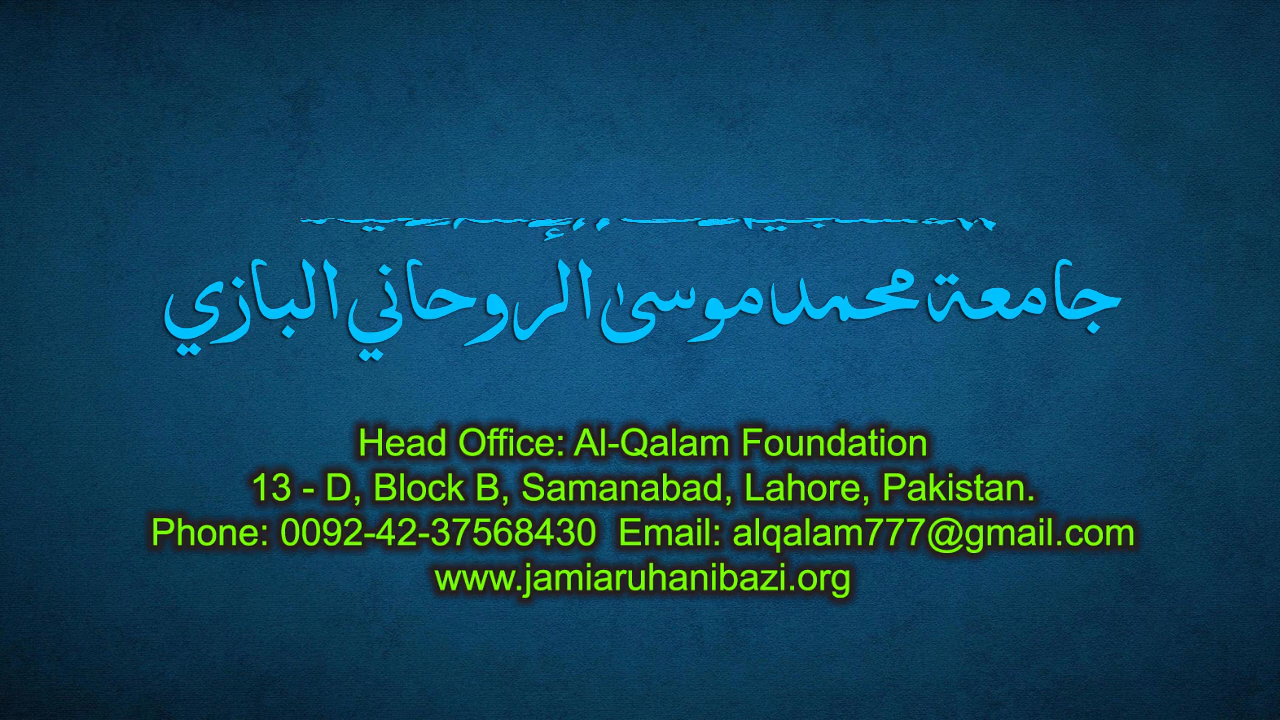 جامعة محمد موسىٰ الروحاني البازي
Head Office: Al-Qalam Foundation
13 - D, Block B, Samanabad, Lahore, Pakistan.
Phone: 0092-42-37568430 Email: alqalam777@gmail.com
www.jamiaruhanibazi.org